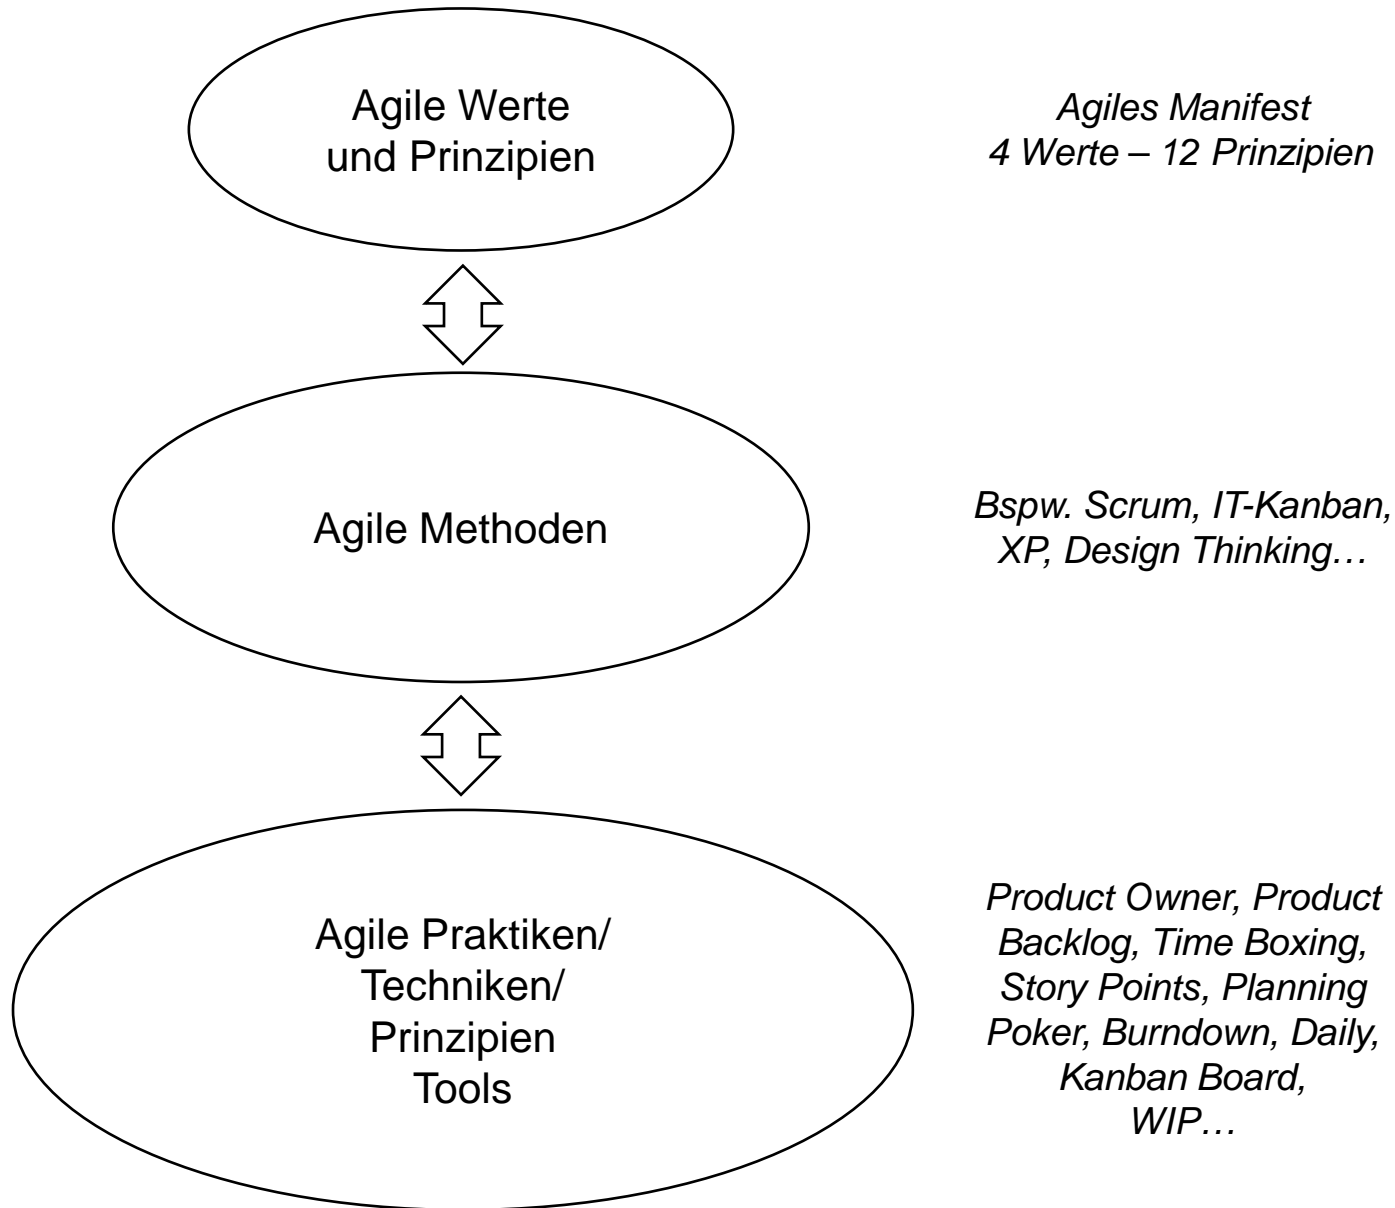 Agile Werte
und Prinzipien
Agiles Manifest
4 Werte – 12 Prinzipien
Agile Methoden
Bspw. Scrum, IT-Kanban,
XP, Design Thinking…
Agile Praktiken/
Techniken/
Prinzipien
Tools
Product Owner, Product
Backlog, Time Boxing,
Story Points, Planning
Poker, Burndown, Daily,
Kanban Board,
WIP…